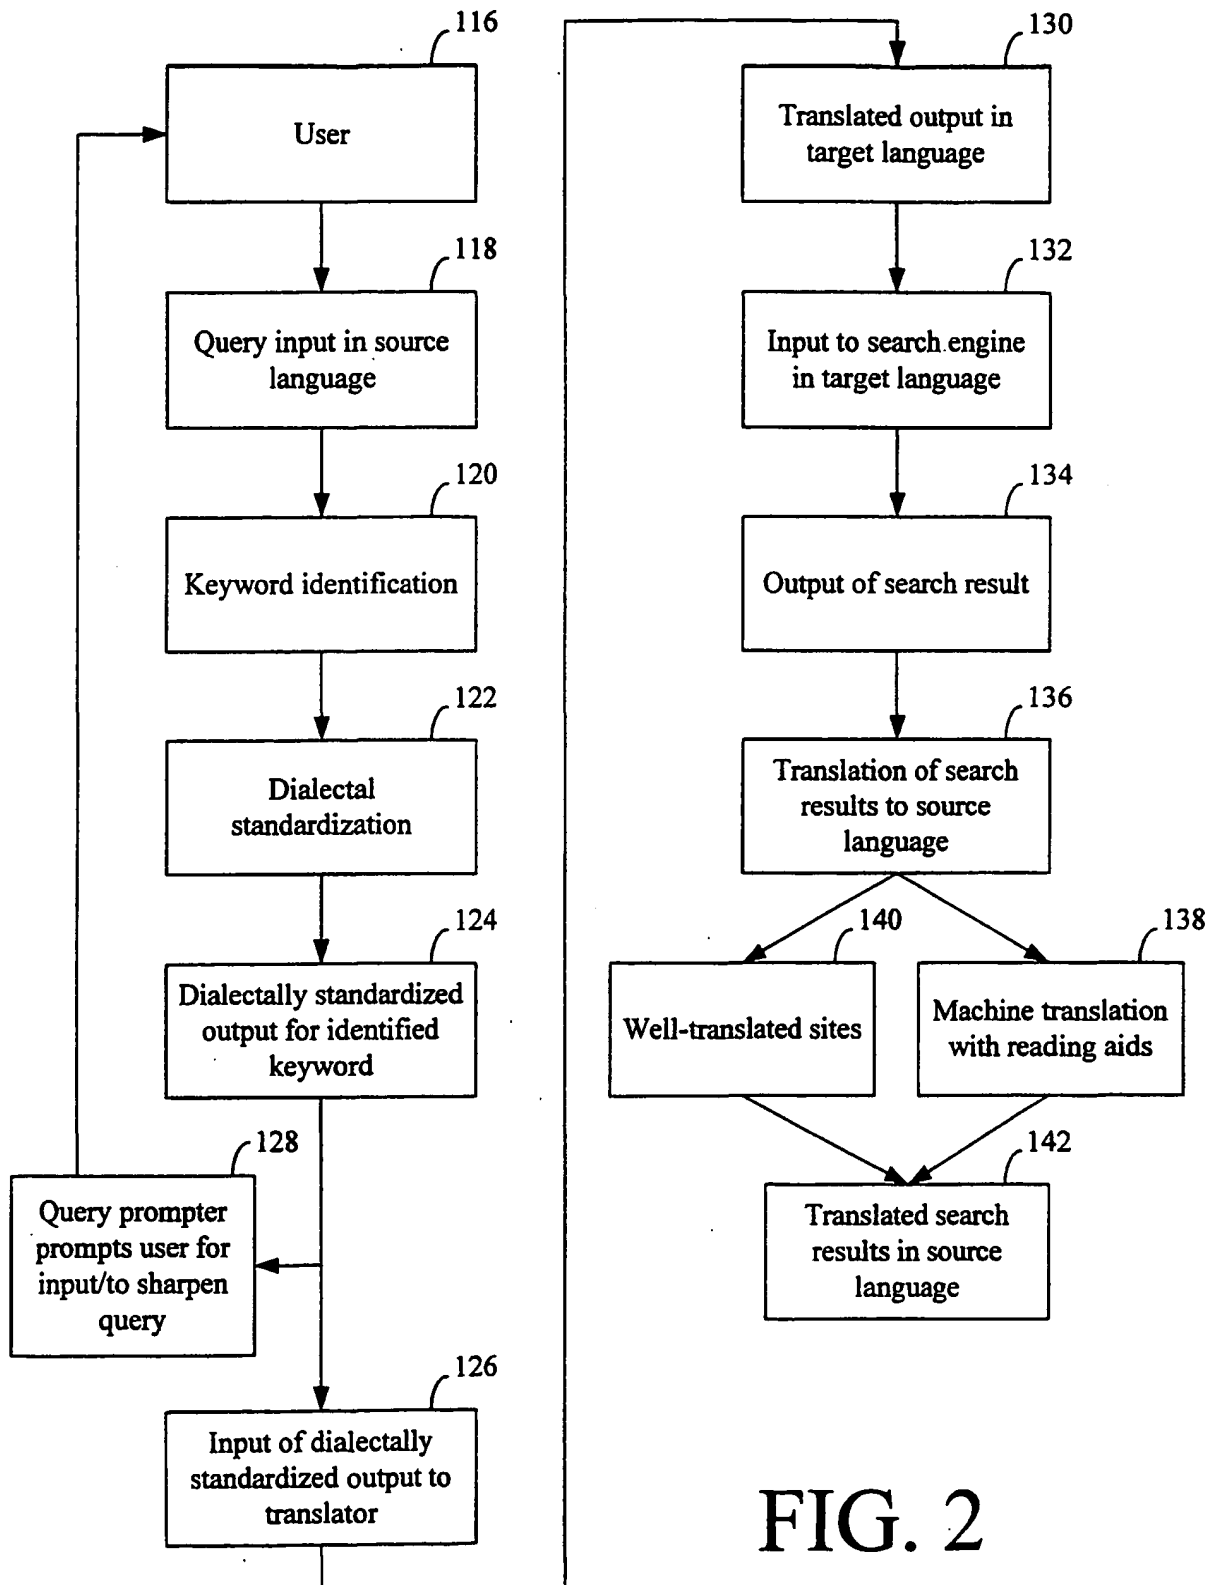 116
User
118
Query input in source
language
120
Keyword identification
122
Dialectal
standardization
124
Dialectally standardized
output for identified
keyword
128
Query prompter
prompts user for
input/to sharpen
query
126
Input of dialectally
standardized output to
translator
130
Translated output in
target language
132
Input to search engine
in target language
134
Output of search result
136
Translation of search
results to source
language
140
Well-translated sites
138
Machine translation
with reading aids
142
Translated search
results in source
language
FIG. 2